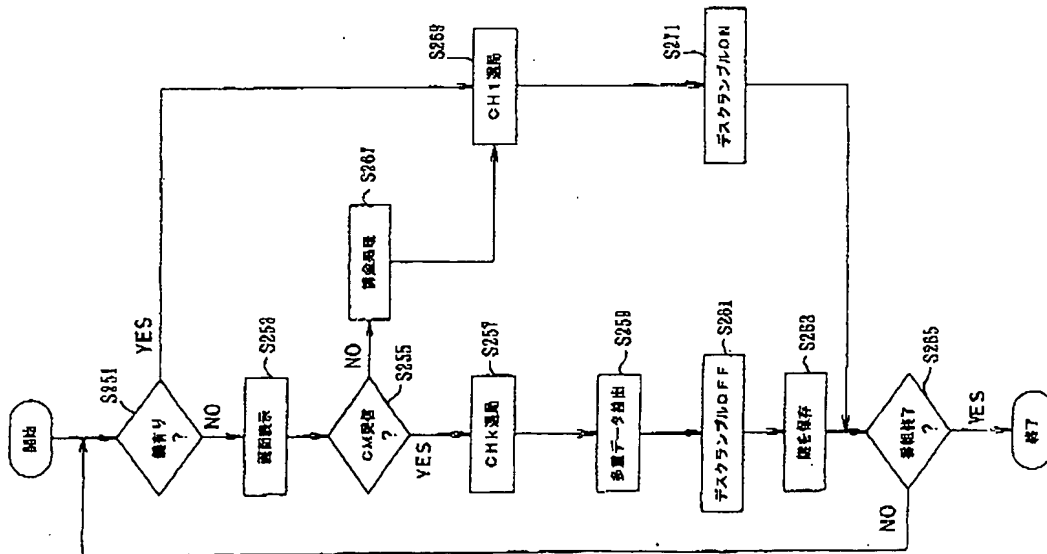 開始
S251
鍵有り
?
YES
NO
S253
画面表示
S255
CM受信
?
NO
YES
S267
課金処理
S269
CH1選局
S257
CHk選局
S259
多重データ抽出
S271
デスクランブルON
S261
デスクランブルOFF
S263
鍵を保存
S265
番組終了
?
NO
YES
終了